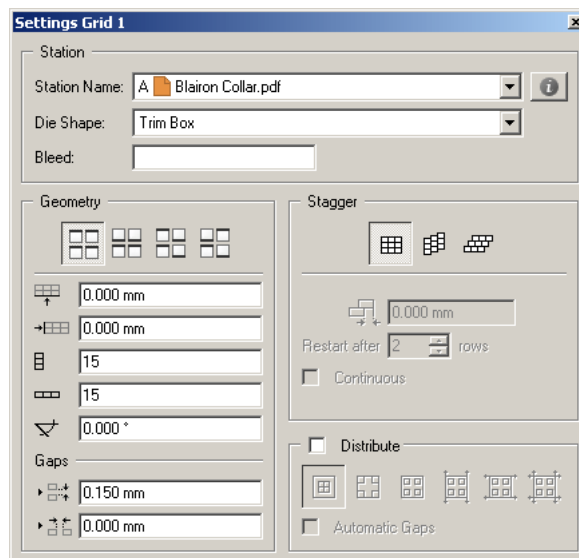 Settings Grid 1
Station
Station Name: A Blairon Collar.pdf
Die Shape: Trim Box
Bleed:
Geometry
0.000 mm
0.000 mm
15
15
0.000 °
Gaps
0.150 mm
0.000 mm
Stagger
0.000 mm
Restart after 2 rows
Continuous
Distribute
Automatic Gaps